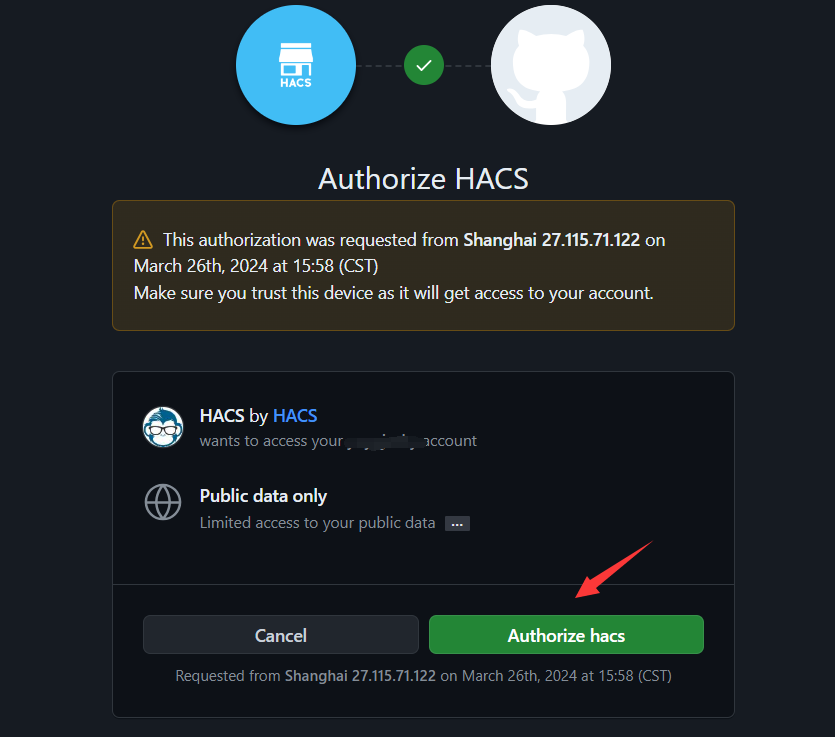 HACS
Authorize HACS
This authorization was requested from Shanghai 27.115.71.122 on
March 26th, 2024 at 15:58 (CST)
Make sure you trust this device as it will get access to your account.
HACS by HACS
wants to access your account
Public data only
Limited access to your public data ...
Cancel
Authorize hacs
Requested from Shanghai 27.115.71.122 on March 26th, 2024 at 15:58 (CST)